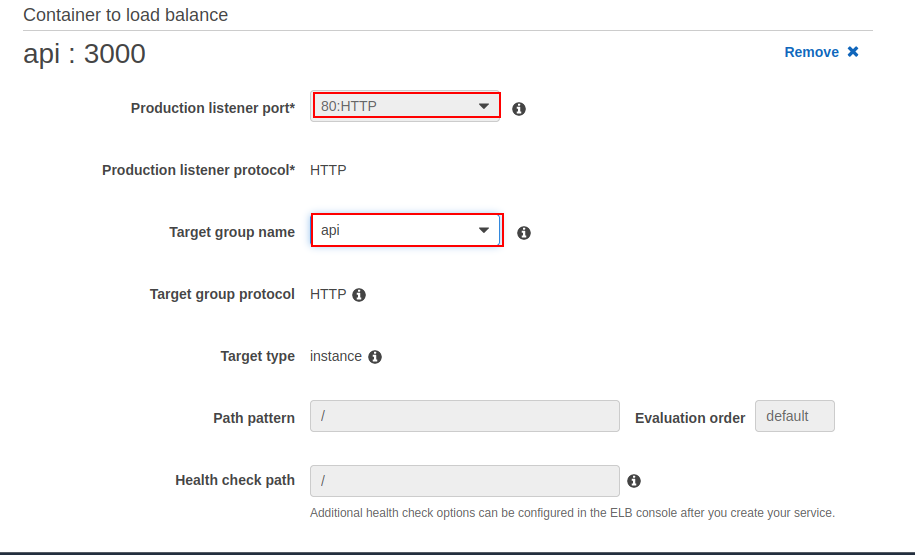 Container to load balance
api : 3000
Remove
Production listener port* 80:HTTP
Production listener protocol* HTTP
Target group name api
Target group protocol HTTP
Target type instance
Path pattern / Evaluation order default
Health check path /
Additional health check options can be configured in the ELB console after you create your service.